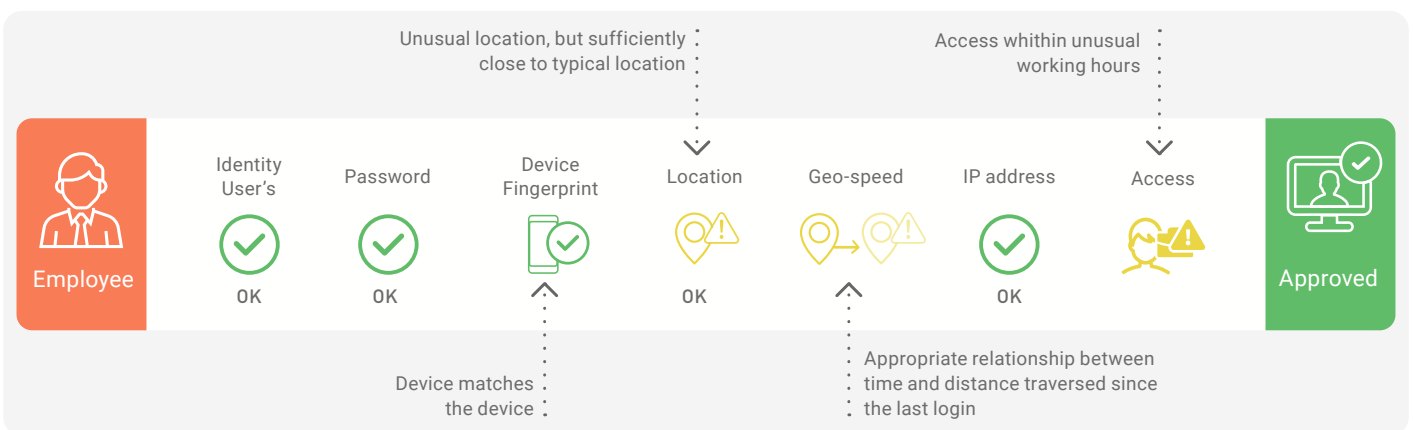 Unusual location, but sufficiently
close to typical location
Access whithin unusual
working hours
Employee
Identity
User's
OK
Password
OK
Device
Fingerprint
Location
OK
Geo-speed
IP address
OK
Access
Approved
Device matches
the device
Appropriate relationship between
time and distance traversed since
the last login